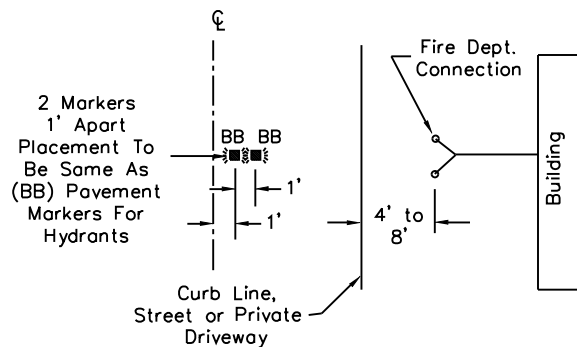 ℄
Fire Dept.
Connection
2 Markers
1' Apart
Placement To
Be Same As
(BB) Pavement
Markers For
Hydrants
BB BB
1'
1'
4' to
8'
Building
Curb Line,
Street or Private
Driveway